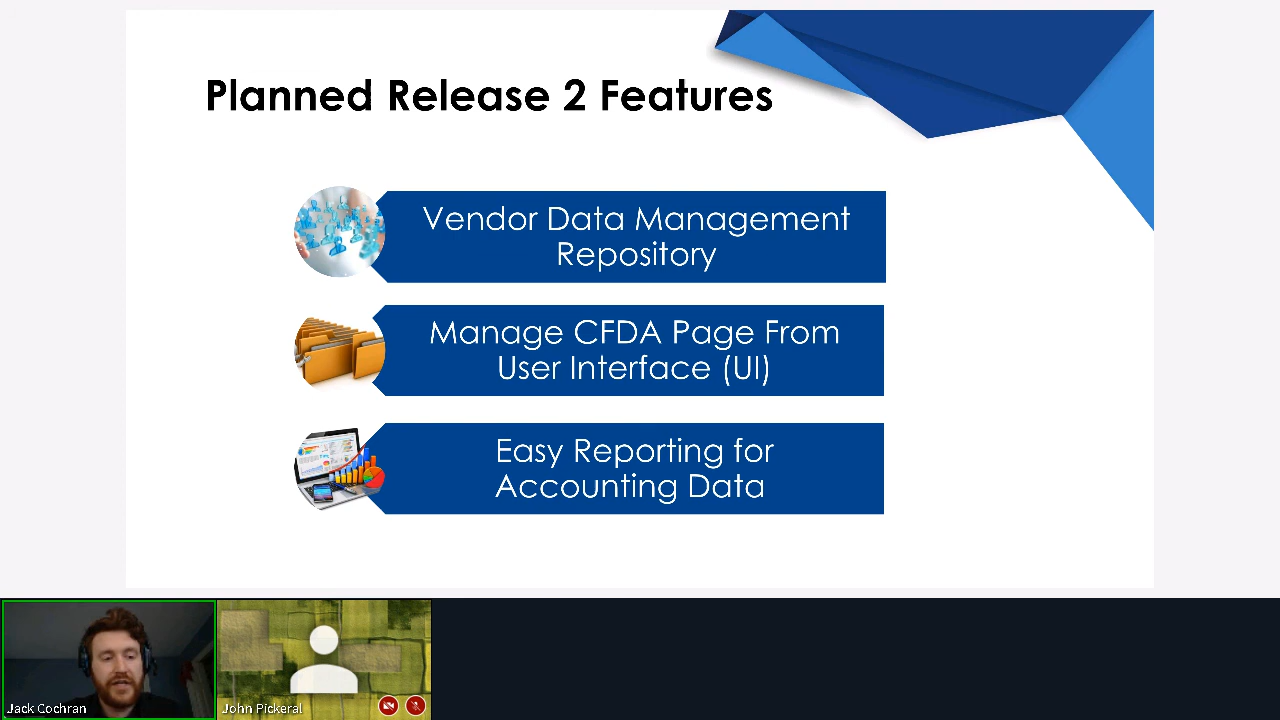 Planned Release 2 Features
Vendor Data Management
Repository
Manage CFDA Page From
User Interface (UI)
Easy Reporting for
Accounting Data
Jack Cochran
John Pickeral